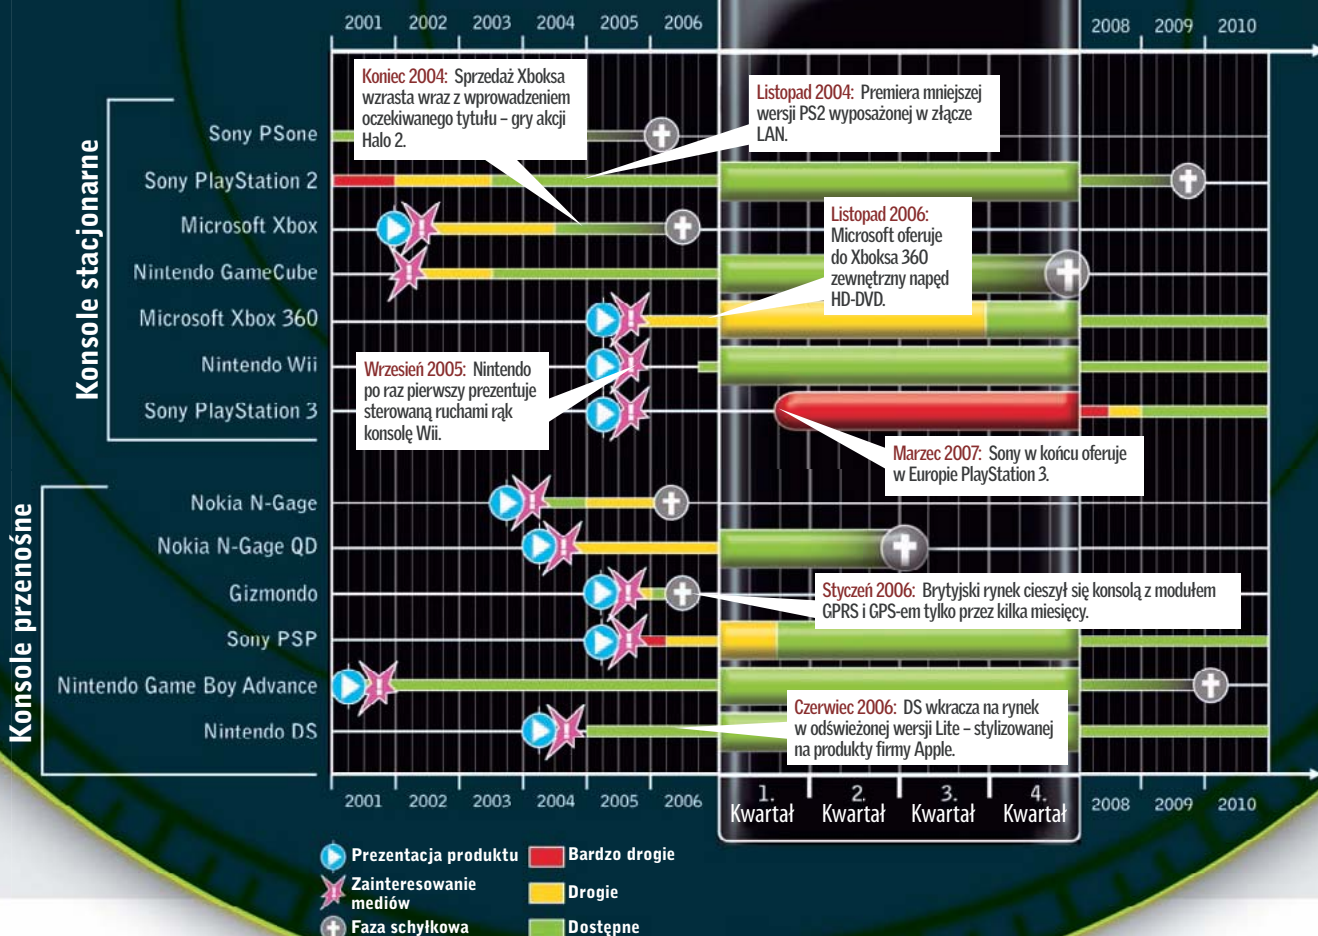 2001 2002 2003 2004 2005 2006 2008 2009 2010
Koniec 2004: Sprzedaż Xboksa
wzrasta wraz z wprowadzeniem
oczekiwanego tytułu – gry akcji
Halo 2.
Listopad 2004: Premiera mniejszej
wersji PS2 wyposażonej w złącze
LAN.
Konsole stacjonarne
Sony PSone
Sony PlayStation 2
Microsoft Xbox
Nintendo GameCube
Microsoft Xbox 360
Nintendo Wii
Sony PlayStation 3
Listopad 2006:
Microsoft oferuje
do Xboksa 360
zewnętrzny napęd
HD-DVD.
Wrzesień 2005: Nintendo
po raz pierwszy prezentuje
sterowaną ruchami rąk
konsolę Wii.
Marzec 2007: Sony w końcu oferuje
w Europie PlayStation 3.
Konsole przenośne
Nokia N-Gage
Nokia N-Gage QD
Gizmondo
Sony PSP
Nintendo Game Boy Advance
Nintendo DS
Styczeń 2006: Brytyjski rynek cieszył się konsolą z modułem
GPRS i GPS-em tylko przez kilka miesięcy.
Czerwiec 2006: DS wkracza na rynek
w odświeżonej wersji Lite – stylizowanej
na produkty firmy Apple.
2001 2002 2003 2004 2005 2006 1. 2. 3. 4. 2008 2009 2010
Kwartał Kwartał Kwartał Kwartał
Prezentacja produktu Bardzo drogie
Zainteresowanie
mediów
Drogie
Faza schyłkowa Dostępne